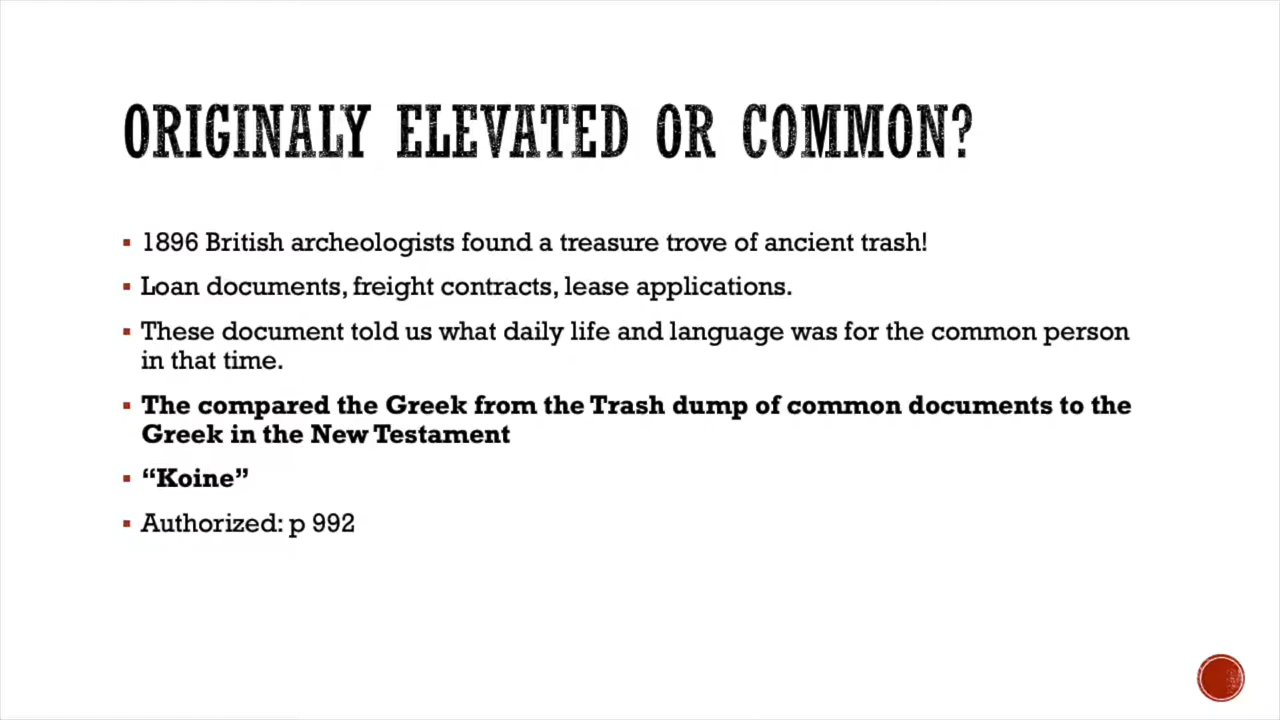 ORIGINALY ELEVATED OR COMMON?
▪ 1896 British archeologists found a treasure trove of ancient trash!
▪ Loan documents, freight contracts, lease applications.
▪ These document told us what daily life and language was for the common person
in that time.
▪ The compared the Greek from the Trash dump of common documents to the
Greek in the New Testament
▪ “Koine”
▪ Authorized: p 992